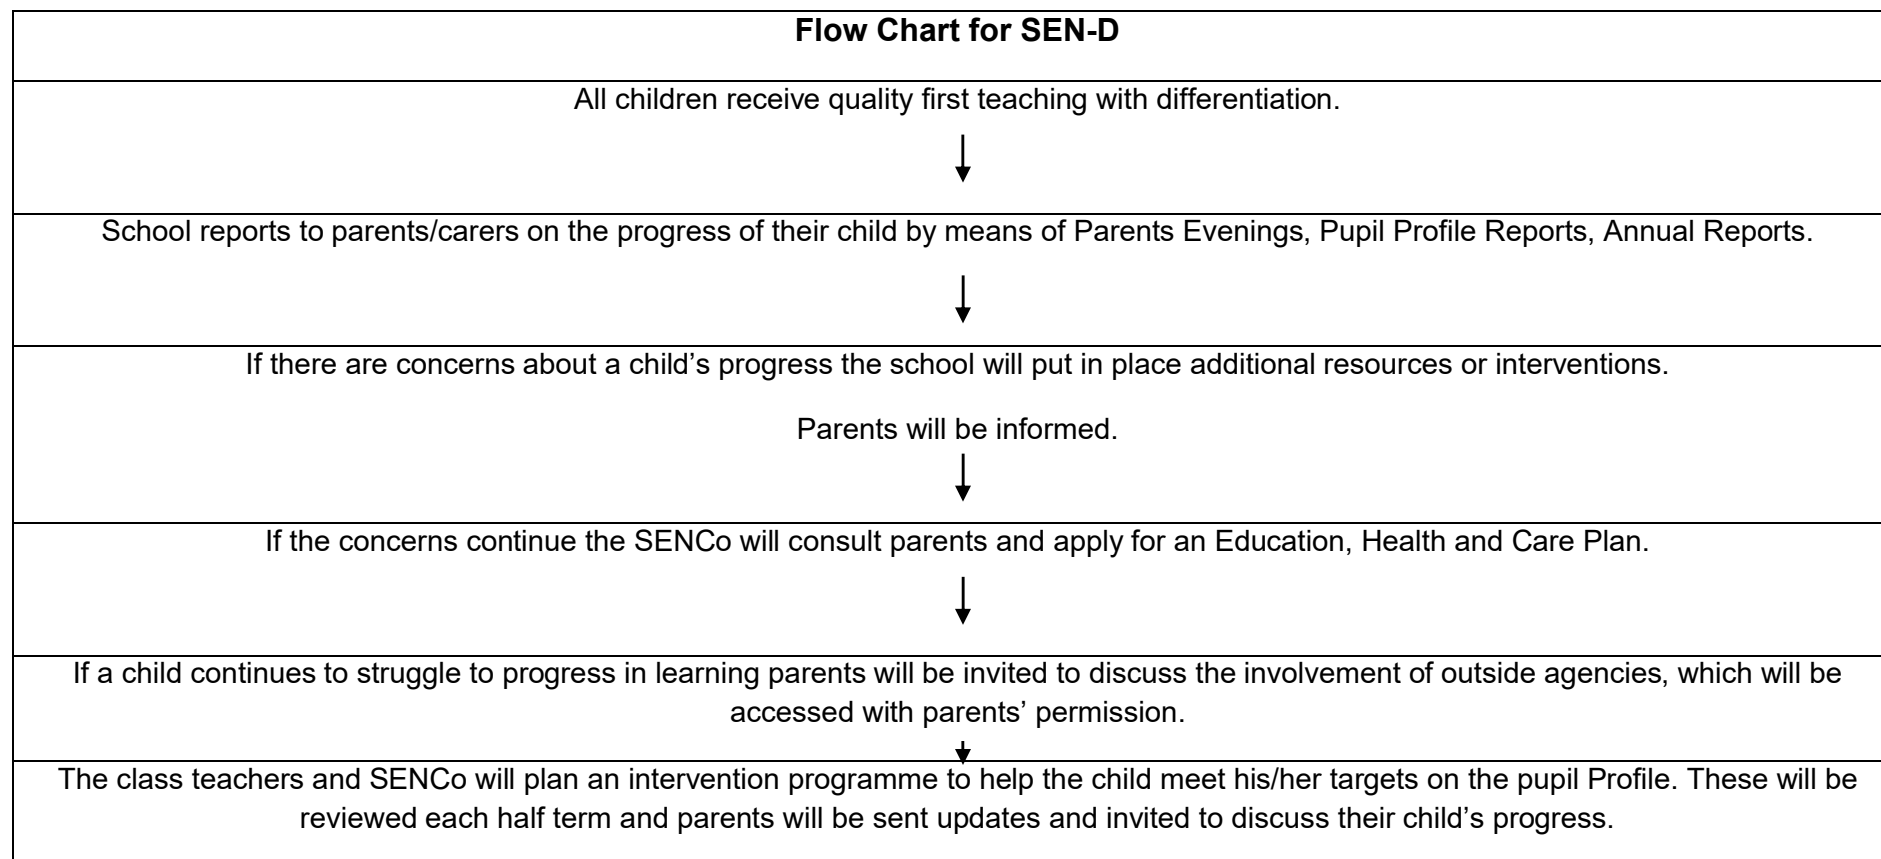 Flow Chart for SEN-D
All children receive quality first teaching with differentiation.
School reports to parents/carers on the progress of their child by means of Parents Evenings, Pupil Profile Reports, Annual Reports.
If there are concerns about a child’s progress the school will put in place additional resources or interventions.
Parents will be informed.
If the concerns continue the SENCo will consult parents and apply for an Education, Health and Care Plan.
If a child continues to struggle to progress in learning parents will be invited to discuss the involvement of outside agencies, which will be
accessed with parents’ permission.
The class teachers and SENCo will plan an intervention programme to help the child meet his/her targets on the pupil Profile. These will be
reviewed each half term and parents will be sent updates and invited to discuss their child’s progress.